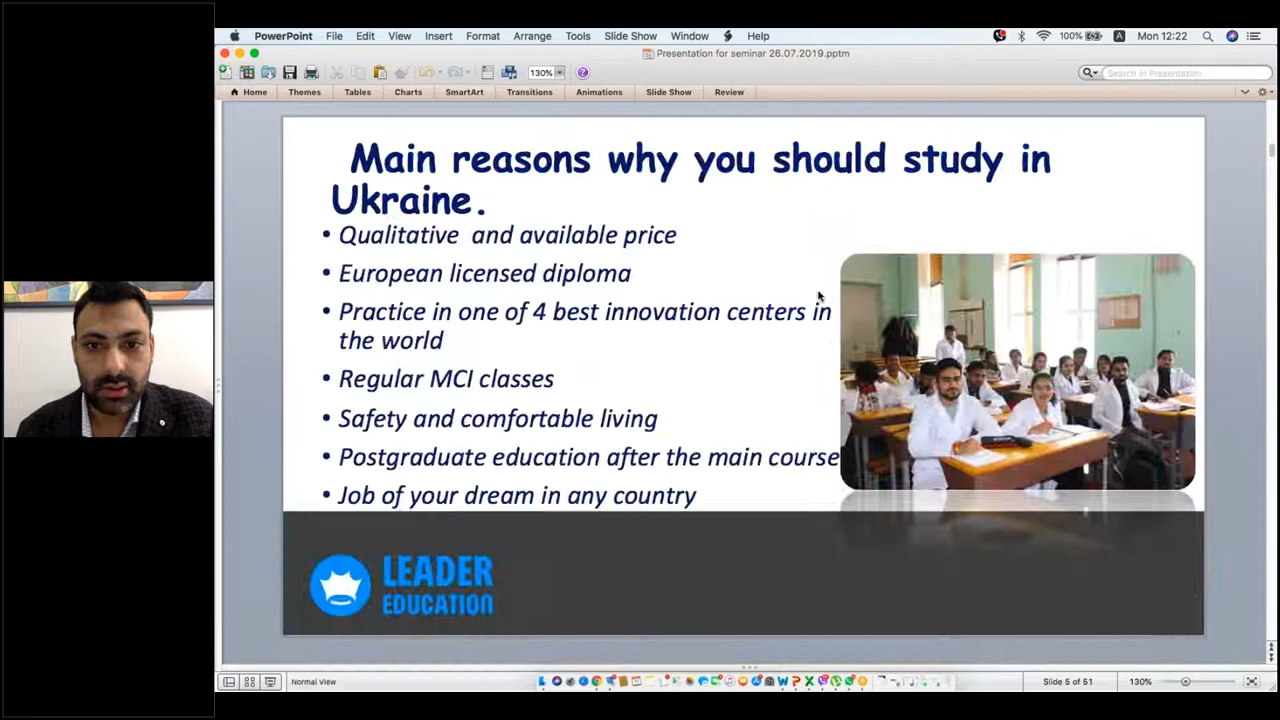 PowerPoint File Edit View Insert Format Arrange Tools Slide Show Window Help 100% Mon 12:22
Presentation for seminar 26.07.2019.pptm
130% Search in Presentation
Home Themes Tables Charts SmartArt Transitions Animations Slide Show Review
Main reasons why you should study in
Ukraine.
• Qualitative and available price
• European licensed diploma
• Practice in one of 4 best innovation centers in
the world
• Regular MCI classes
• Safety and comfortable living
• Postgraduate education after the main course
• Job of your dream in any country
LEADER
EDUCATION
Normal View Slide 5 of 51 130%